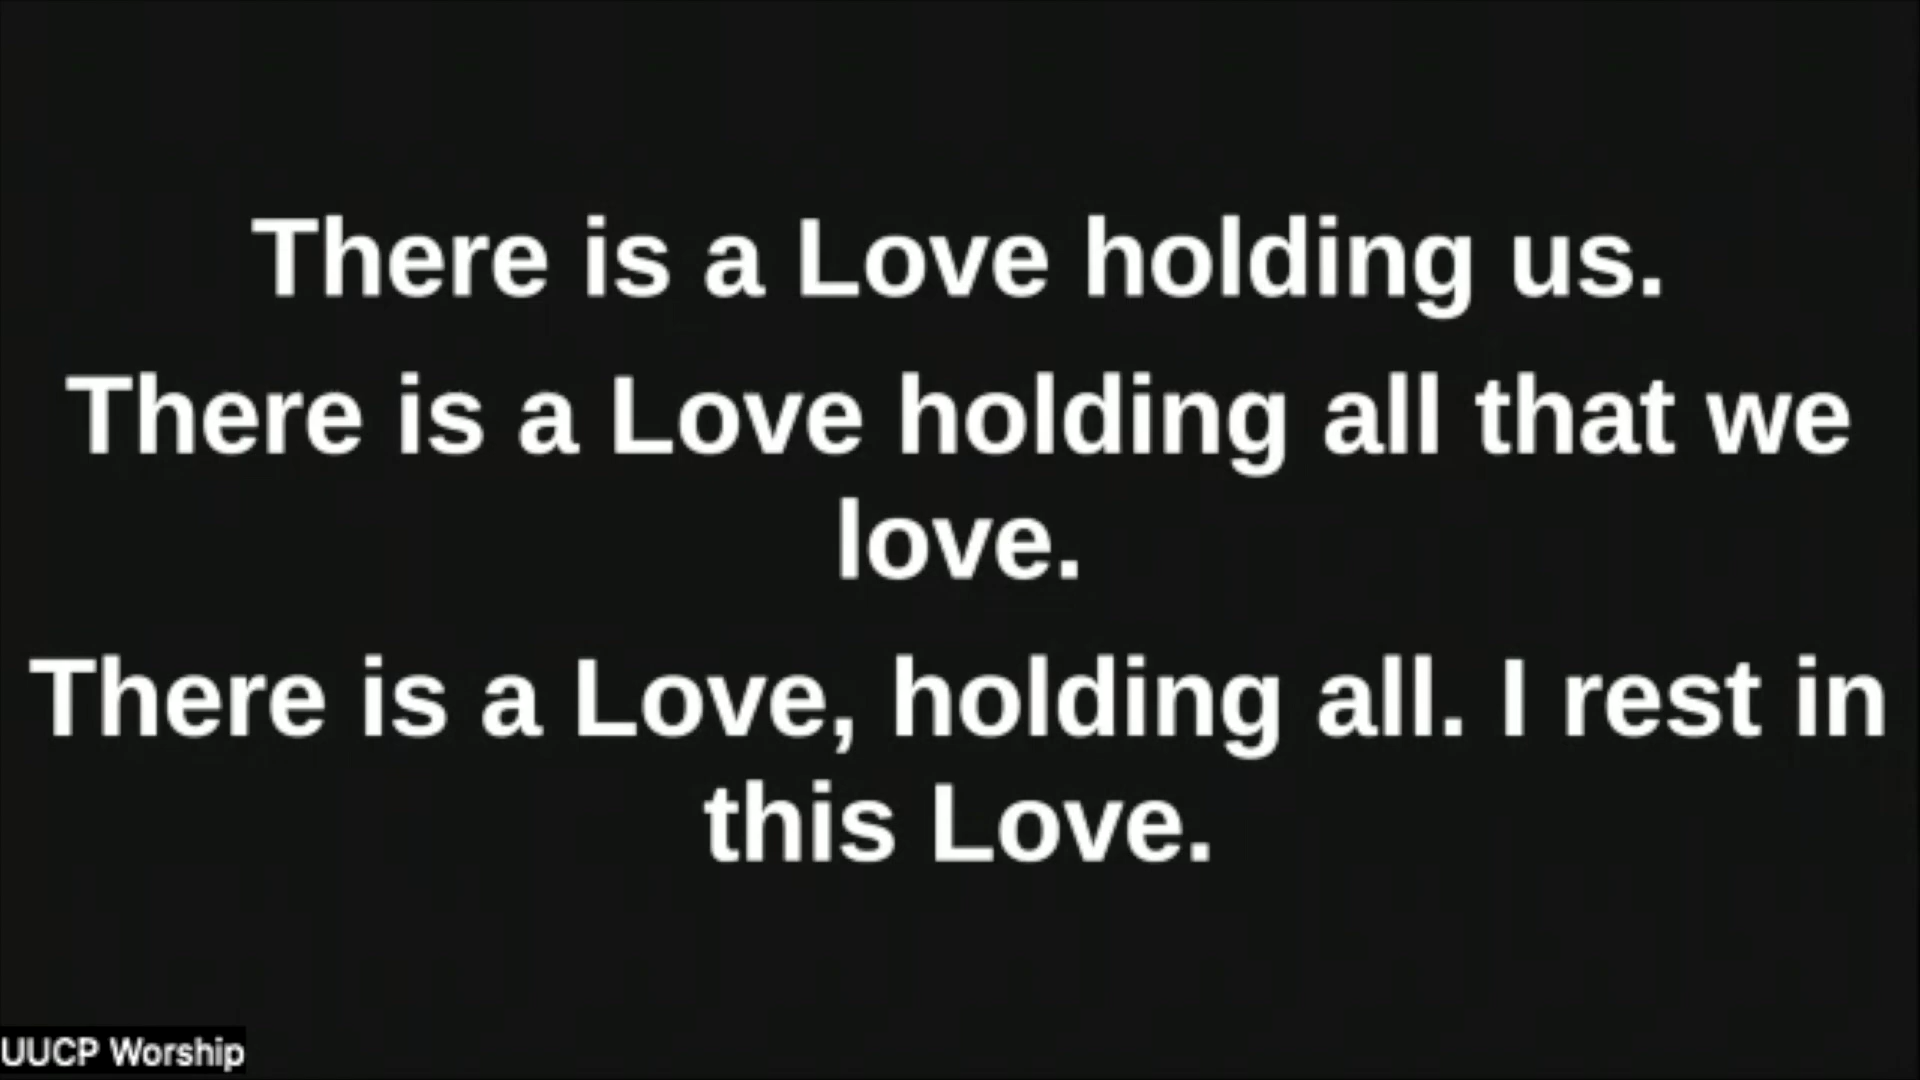 There is a Love holding us.
There is a Love holding all that we
love.
There is a Love, holding all. I rest in
this Love.
UUCP Worship